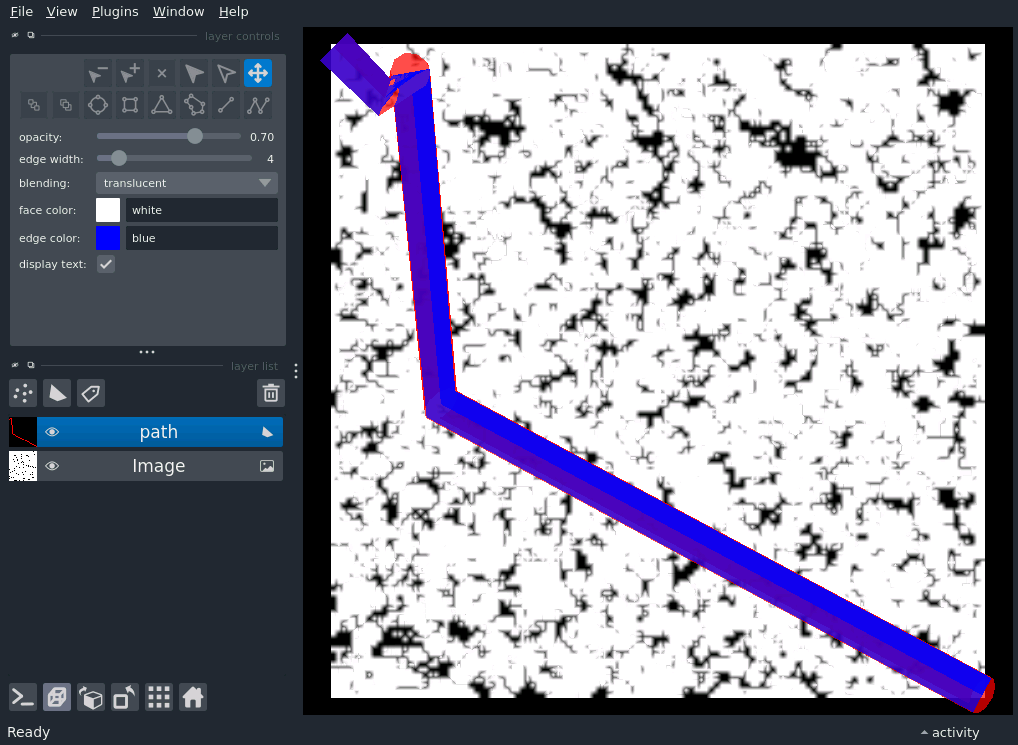 File View Plugins Window Help
layer controls
opacity: 0.70
edge width: 4
blending: translucent
face color: white
edge color: blue
display text:
layer list
path
Image
Ready activity